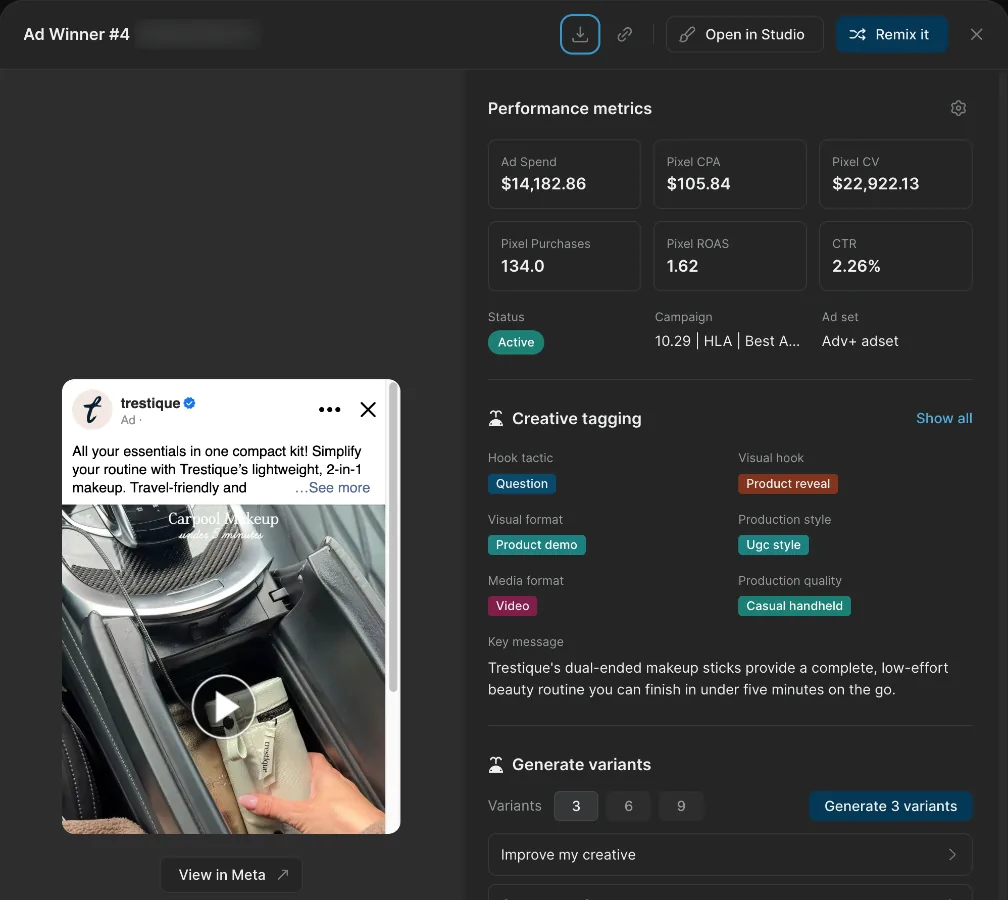 Ad Winner #4
Open in Studio
Remix it
Performance metrics
Ad Spend
$14,182.86
Pixel CPA
$105.84
Pixel CV
$22,922.13
Pixel Purchases
134.0
Pixel ROAS
1.62
CTR
2.26%
Status
Active
Campaign
10.29 | HLA | Best A...
Ad set
Adv+ adset
trestique
Ad ·
All your essentials in one compact kit! Simplify
your routine with Trestique's lightweight, 2-in-1
makeup. Travel-friendly and ...See more
Carpool Makeup
under 5 minutes
trestique
View in Meta
Creative tagging
Show all
Hook tactic
Question
Visual hook
Product reveal
Visual format
Product demo
Production style
Ugc style
Media format
Video
Production quality
Casual handheld
Key message
Trestique's dual-ended makeup sticks provide a complete, low-effort
beauty routine you can finish in under five minutes on the go.
Generate variants
Variants 3 6 9
Generate 3 variants
Improve my creative